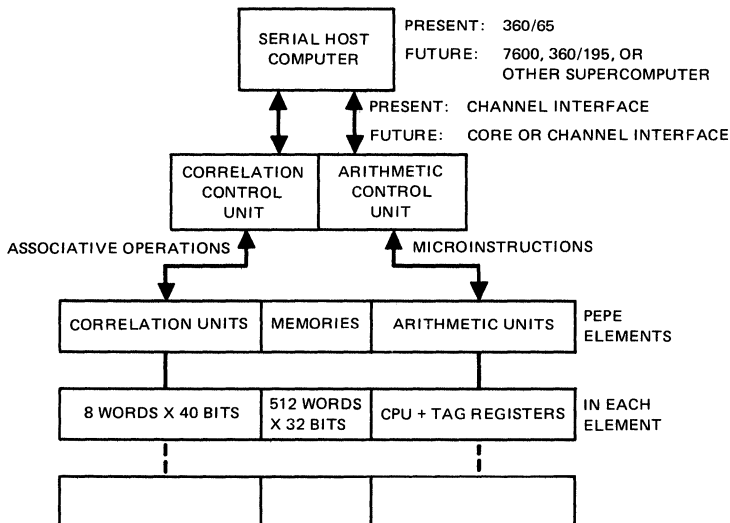 SERIAL HOST
COMPUTER
PRESENT: 360/65
FUTURE: 7600, 360/195, OR
OTHER SUPERCOMPUTER
PRESENT: CHANNEL INTERFACE
FUTURE: CORE OR CHANNEL INTERFACE
CORRELATION
CONTROL
UNIT
ARITHMETIC
CONTROL
UNIT
ASSOCIATIVE OPERATIONS
MICROINSTRUCTIONS
CORRELATION UNITS
MEMORIES
ARITHMETIC UNITS
PEPE
ELEMENTS
8 WORDS X 40 BITS
512 WORDS
X 32 BITS
CPU + TAG REGISTERS
IN EACH
ELEMENT